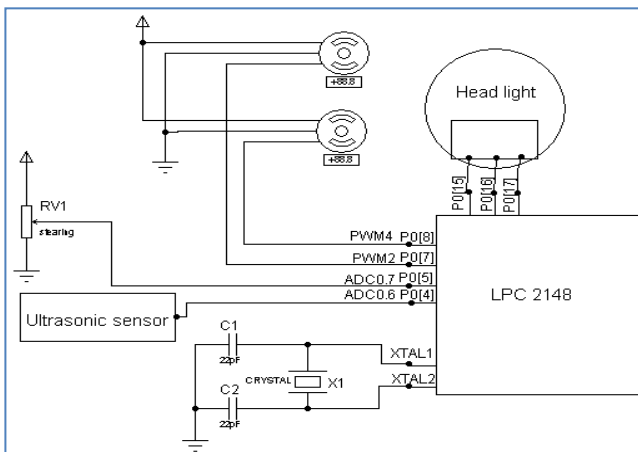 +88.8
+88.8
Head light
P0[15]
P0[16]
P0[17]
RV1
stearing
PWM4 P0[8]
PWM2 P0[7]
ADC0.7 P0[5]
ADC0.6 P0[4]
LPC 2148
Ultrasonic sensor
C1
22pF
XTAL1
CRYSTAL X1
XTAL2
C2
22pF